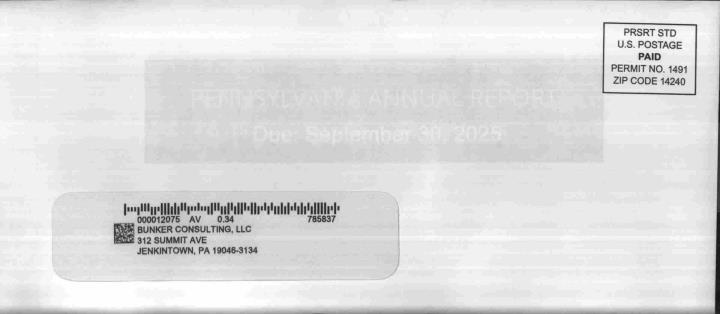 PRSRT STD
U.S. POSTAGE
PAID
PERMIT NO. 1491
ZIP CODE 14240
PENNSYLVANIA ANNUAL REPORT
Due: September 30, 2025
000012075 AV 0.34 785837
BUNKER CONSULTING, LLC
312 SUMMIT AVE
JENKINTOWN, PA 19046-3134